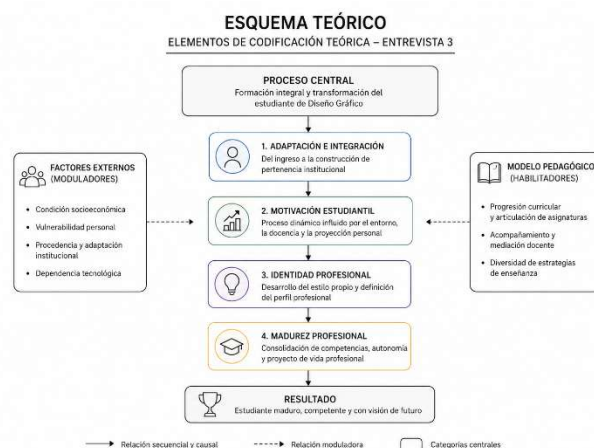 ESQUEMA TEÓRICO
ELEMENTOS DE CODIFICACIÓN TEÓRICA – ENTREVISTA 3
PROCESO CENTRAL
Formación integral y transformación del
estudiante de Diseño Gráfico
1. ADAPTACIÓN E INTEGRACIÓN
Del ingreso a la construcción de
pertenencia institucional
FACTORES EXTERNOS
(MODULADORES)
• Condición socioeconómica
• Vulnerabilidad personal
• Procedencia y adaptación
institucional
• Dependencia tecnológica
2. MOTIVACIÓN ESTUDIANTIL
Proceso dinámico influido por el entorno,
la docencia y la proyección personal
MODELO PEDAGÓGICO
(HABILITADORES)
• Progresión curricular
y articulación de asignaturas
• Acompañamiento y
mediación docente
• Diversidad de estrategias
de enseñanza
3. IDENTIDAD PROFESIONAL
Desarrollo del estilo propio y definición
del perfil profesional
4. MADUREZ PROFESIONAL
Consolidación de competencias, autonomía
y proyecto de vida profesional
RESULTADO
Estudiante maduro, competente y con visión de futuro
Relación secuencial y causal
Relación moduladora
Categorías centrales